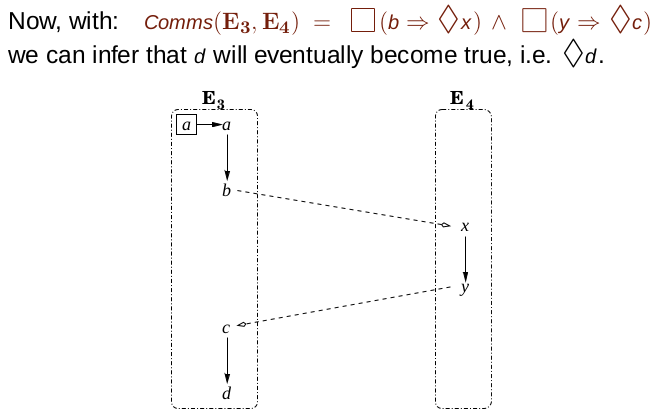 Now, with: Comms(E₃, E₄) = □(b ⇒ ◇x) ∧ □(y ⇒ ◇c)
we can infer that d will eventually become true, i.e. ◇d.
E₃ E₄
a a
b
x
y
c
d